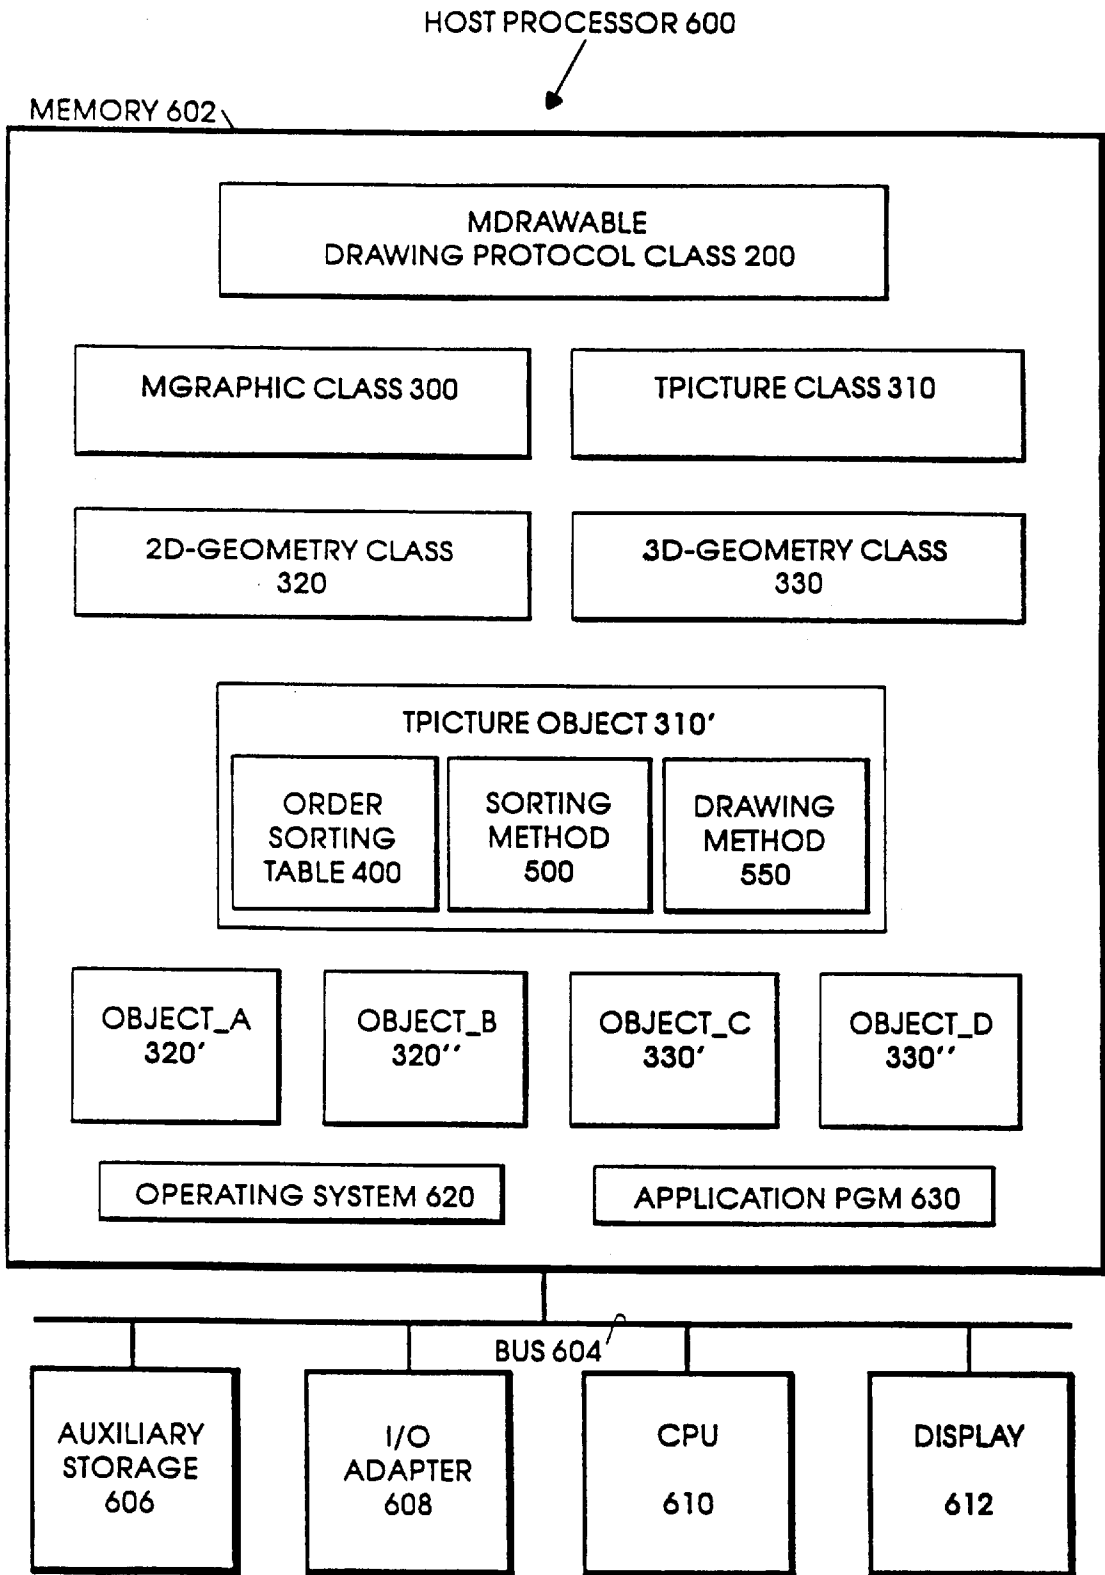 HOST PROCESSOR 600
MEMORY 602
MDRAWABLE
DRAWING PROTOCOL CLASS 200
MGRAPHIC CLASS 300
TPICTURE CLASS 310
2D-GEOMETRY CLASS
320
3D-GEOMETRY CLASS
330
TPICTURE OBJECT 310'
ORDER
SORTING
TABLE 400
SORTING
METHOD
500
DRAWING
METHOD
550
OBJECT_A
320'
OBJECT_B
320''
OBJECT_C
330'
OBJECT_D
330''
OPERATING SYSTEM 620
APPLICATION PGM 630
BUS 604
AUXILIARY
STORAGE
606
I/O
ADAPTER
608
CPU
610
DISPLAY
612